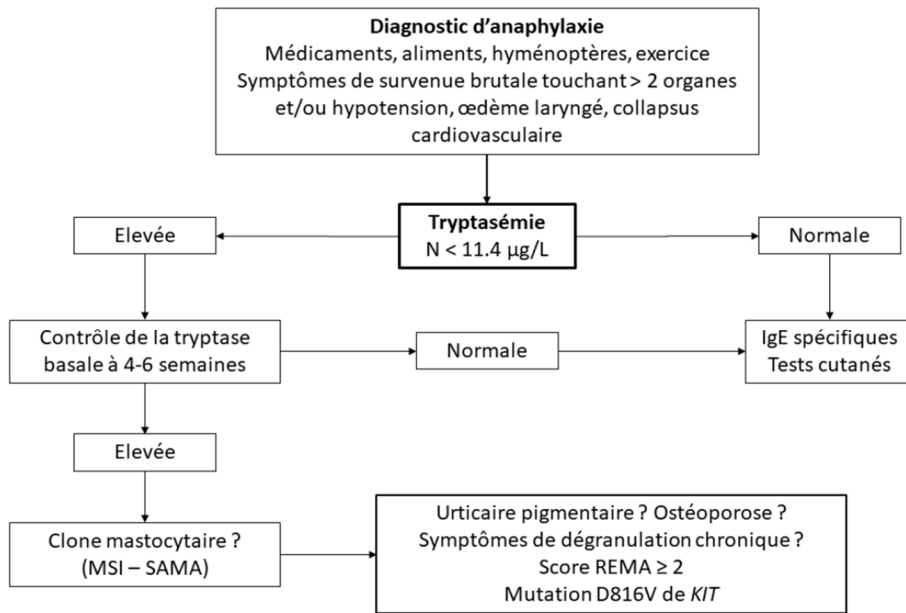 Diagnostic d’anaphylaxie
Médicaments, aliments, hyménoptères, exercice
Symptômes de survenue brutale touchant > 2 organes
et/ou hypotension, œdème laryngé, collapsus
cardiovasculaire
Elevée
Tryptasémie
N < 11.4 µg/L
Normale
Contrôle de la tryptase
basale à 4-6 semaines
Normale
IgE spécifiques
Tests cutanés
Elevée
Clone mastocytaire ?
(MSI – SAMA)
Urticaire pigmentaire ? Ostéoporose ?
Symptômes de dégranulation chronique ?
Score REMA ≥ 2
Mutation D816V de KIT